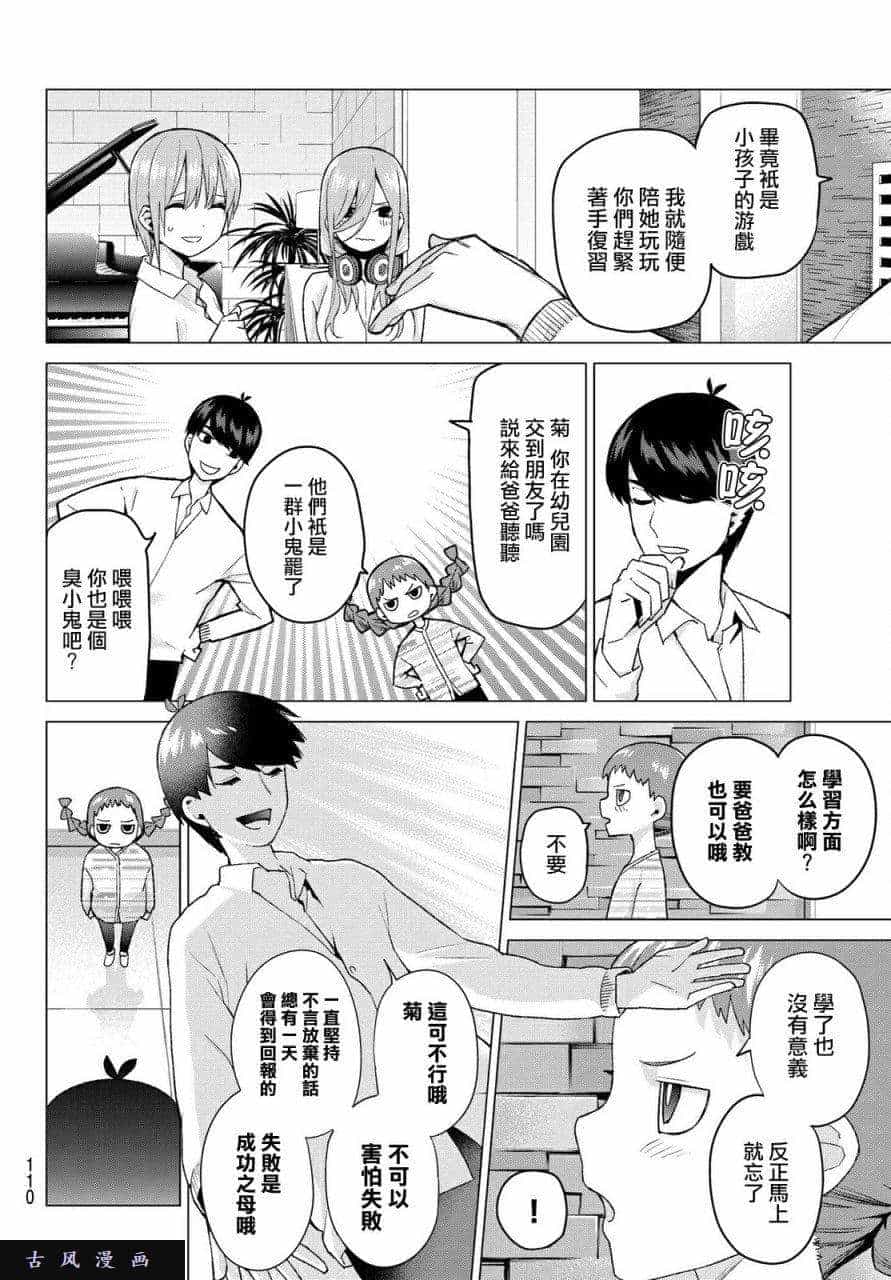 畢竟衹是
小孩子的游戲
我就隨便
陪她玩玩
你們趕緊
著手復習
咳、
咳、
菊 你在幼兒園
交到朋友了嗎
説來給爸爸聽聽
他們衹是
一群小鬼罷了
喂喂喂
你也是個
臭小鬼吧？
學習方面
怎么樣啊？
要爸爸教
也可以哦
不要
學了也
沒有意義
反正馬上
就忘了
！
這可不行哦
菊
不可以
害怕失敗
一直堅持
不言放棄的話
總有一天
會得到回報的
失敗是
成功之母哦
110
古风漫画